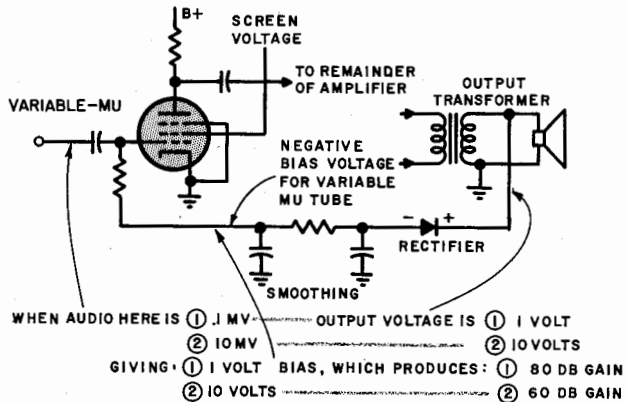 B+
SCREEN
VOLTAGE
TO REMAINDER
OF AMPLIFIER
OUTPUT
TRANSFORMER
VARIABLE-MU
NEGATIVE
BIAS VOLTAGE
FOR VARIABLE
MU TUBE
- +
RECTIFIER
SMOOTHING
WHEN AUDIO HERE IS ① .1 MV OUTPUT VOLTAGE IS ① 1 VOLT
② 10 MV ② 10 VOLTS
GIVING: ① 1 VOLT BIAS, WHICH PRODUCES: ① 80 DB GAIN
② 10 VOLTS ② 60 DB GAIN